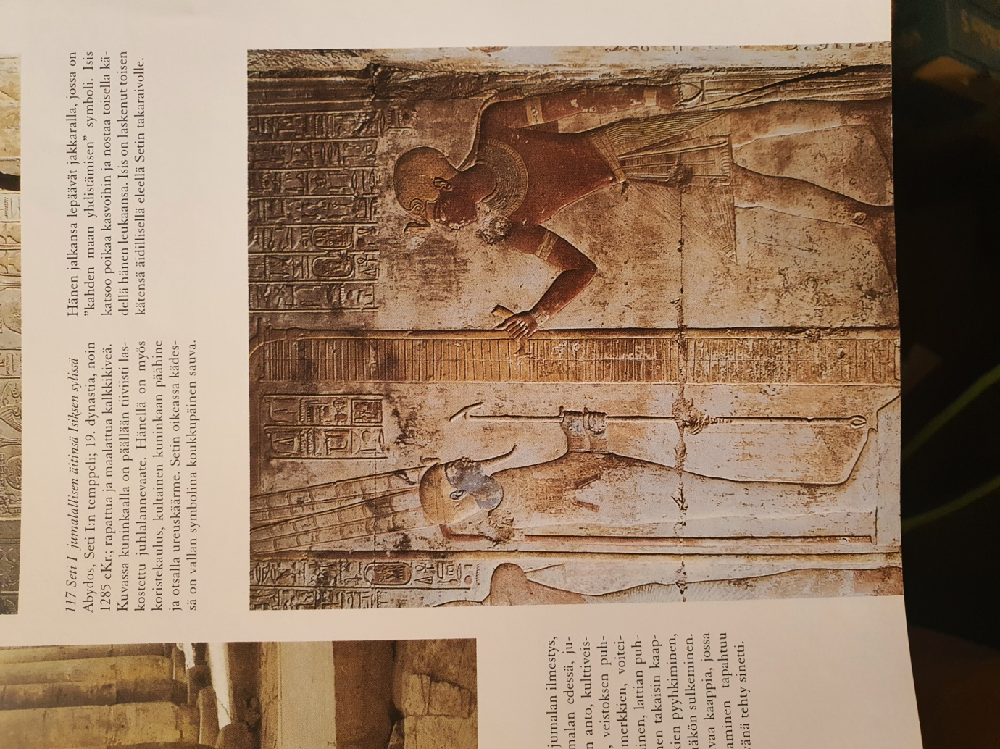 117 Seti I jumalallisen äitinsä Isiksen sylissä
Abydos, Seti I:n temppeli; 19. dynastia, noin
1285 eKr.; rapattua ja maalattua kalkkikiveä.
Kuvassa kuninkaalla on päällään tiiviisti las-
kostettu juhlalannevaate. Hänellä on myös
koristekaulus, kultainen kuninkaan päähine
ja otsalla ureuskäärme. Setin oikeassa kädes-
sä on vallan symbolina koukkupäinen sauva.
Hänen jalkansa lepäävät jakkaralla, jossa on
"kahden maan yhdistämisen" symboli. Isis
katsoo poikaa kasvoihin ja nostaa toisella kä-
dellä hänen leukaansa. Isis on laskenut toisen
kätensä äidillisellä eleellä Setin takaraivolle.
jumalan ilmestys,
malan edessä, ju-
n anto, kulttiveis-
, veistoksen puh-
merkkien, voitei-
inen, lattian puh-
nen takaisin kaap-
kien pyyhkiminen,
näkön sulkeminen.
vaa kaappia, jossa
aminen tapahtuu
vänä tehty sinetti.